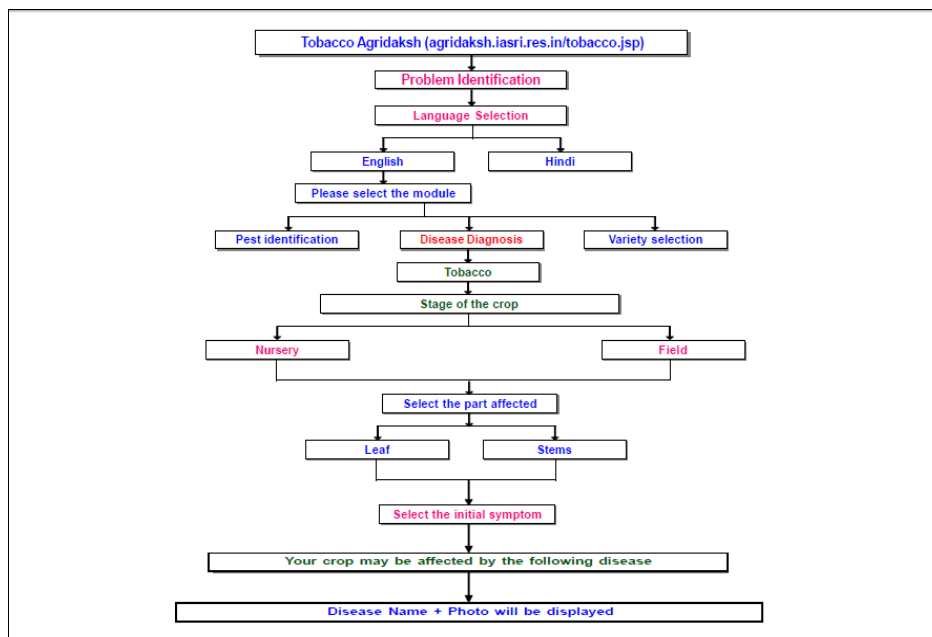 Tobacco Agridaksh (agridaksh.iasri.res.in/tobacco.jsp)
Problem Identification
Language Selection
English
Hindi
Please select the module
Pest identification
Disease Diagnosis
Variety selection
Tobacco
Stage of the crop
Nursery
Field
Select the part affected
Leaf
Stems
Select the initial symptom
Your crop may be affected by the following disease
Disease Name + Photo will be displayed